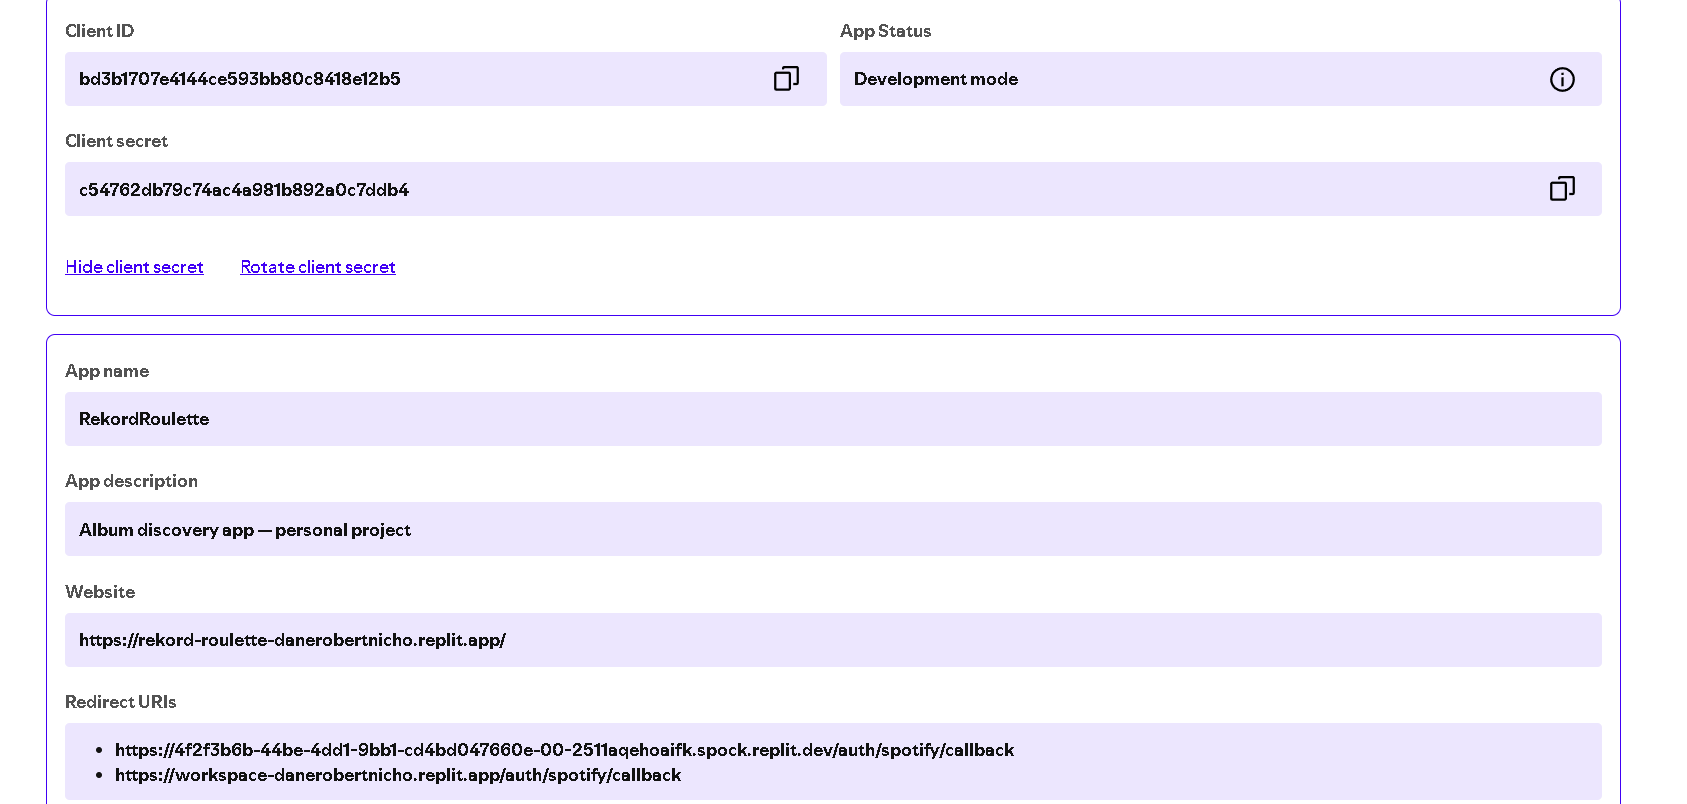 Client ID
App Status
bd3b1707e4144ce593bb80c8418e12b5
Development mode
Client secret
c54762db79c74ac4a981b892a0c7ddb4
Hide client secret
Rotate client secret
App name
RekordRoulette
App description
Album discovery app — personal project
Website
https://rekord-roulette-danerobertnicho.replit.app/
Redirect URIs
• https://4f2f3b6b-44be-4dd1-9bb1-cd4bd047660e-00-2511aqehoaifk.spock.replit.dev/auth/spotify/callback
• https://workspace-danerobertnicho.replit.app/auth/spotify/callback